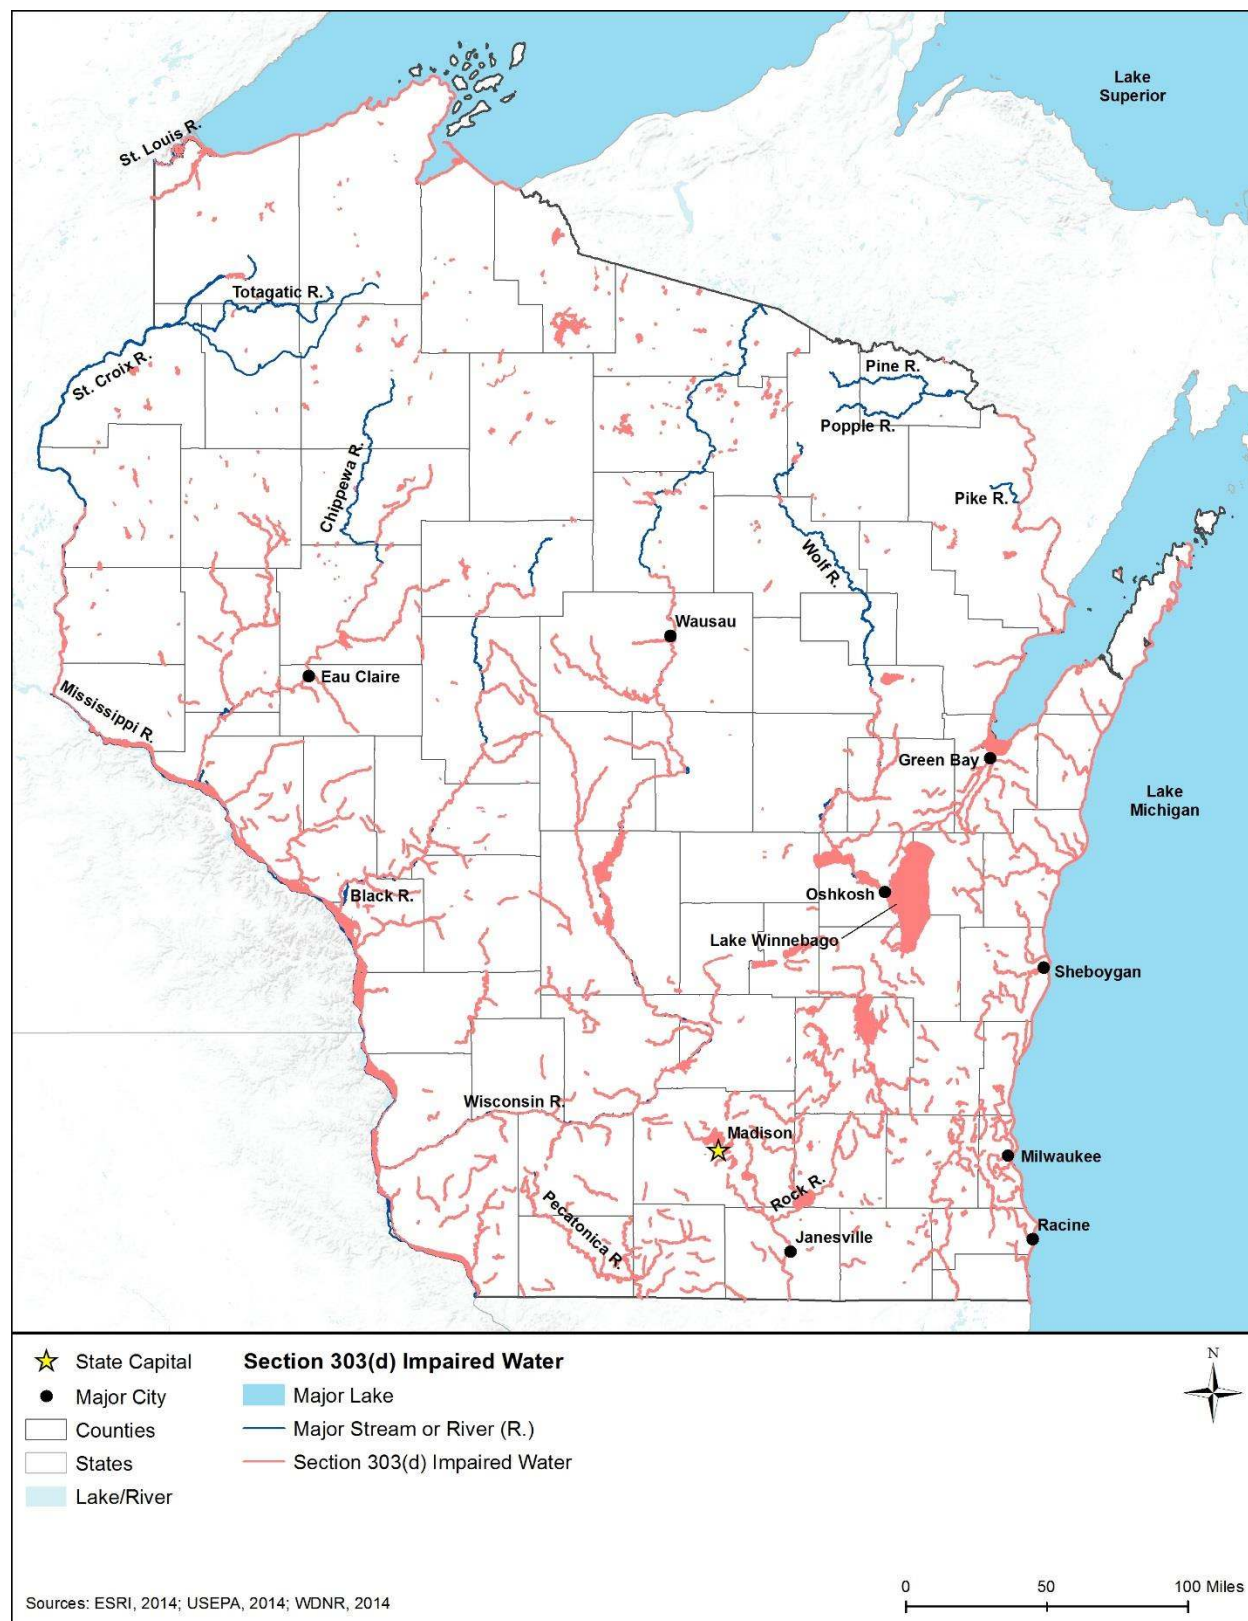 Lake
Superior
St. Louis R.
Totagatic R.
St. Croix R.
Pine R.
Popple R.
Chippewa R.
Pike R.
Wolf R.
Wausau
Eau Claire
Mississippi R.
Green Bay
Lake
Michigan
Black R.
Oshkosh
Lake Winnebago
Sheboygan
Wisconsin R.
Madison
Milwaukee
Rock R.
Pecatonica R.
Racine
Janesville
State Capital
Major City
Counties
States
Lake/River
Section 303(d) Impaired Water
Major Lake
Major Stream or River (R.)
Section 303(d) Impaired Water
N
0 50 100 Miles
Sources: ESRI, 2014; USEPA, 2014; WDNR, 2014